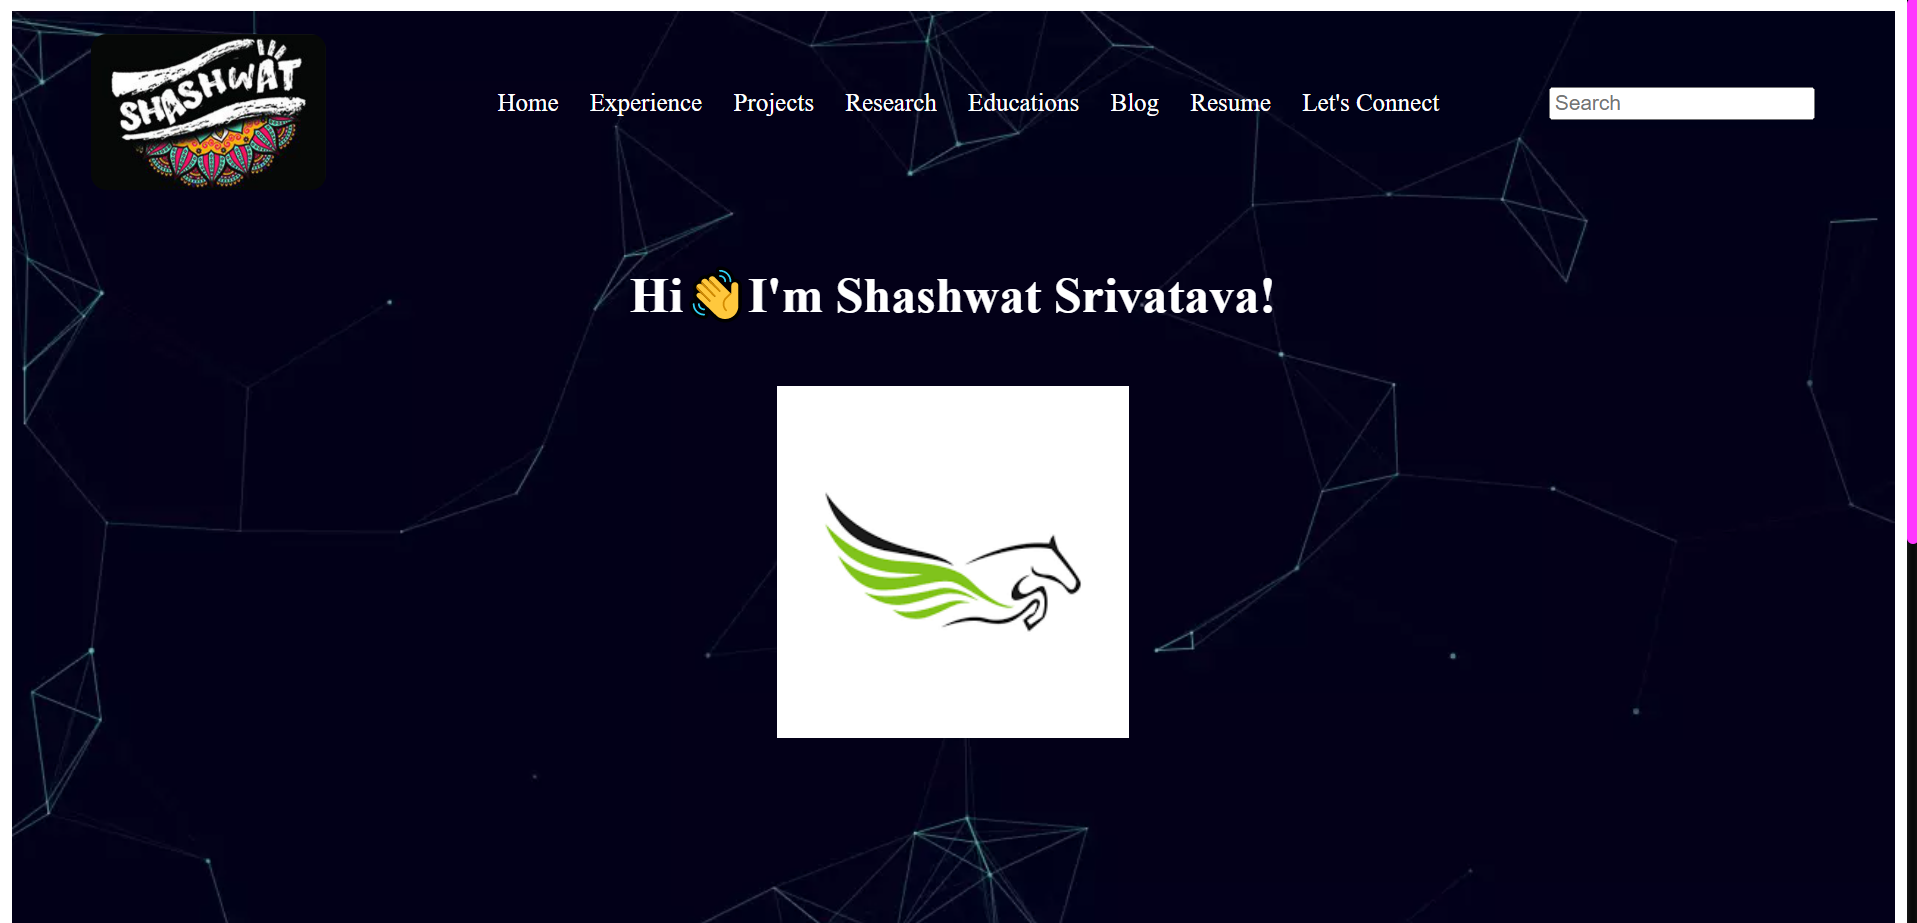 SHASHWAT
Home Experience Projects Research Educations Blog Resume Let's Connect Search
Hi 👋 I'm Shashwat Srivatava!